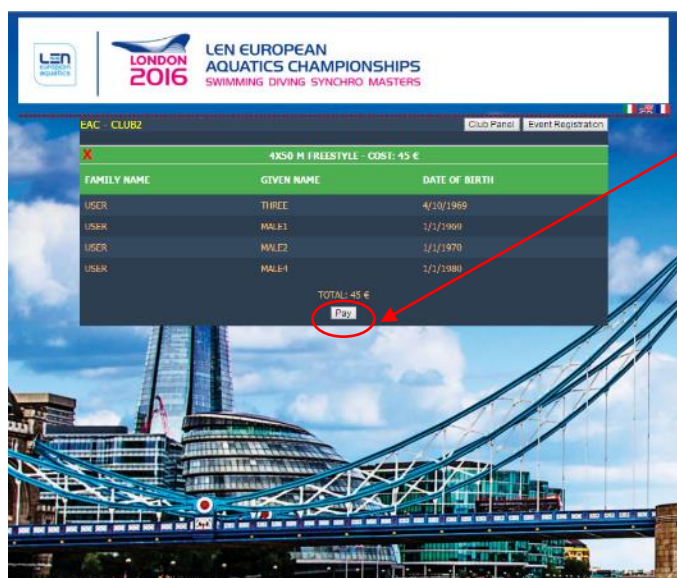 LEN
european
aquatics
LONDON
2016
LEN EUROPEAN
AQUATICS CHAMPIONSHIPS
SWIMMING DIVING SYNCHRO MASTERS
EAC - CLUB2
Club Panel Event Registration
X 4X50 M FREESTYLE - COST: 45 €
FAMILY NAME GIVEN NAME DATE OF BIRTH
USER THREE 4/10/1969
USER MALE1 1/1/1969
USER MALE2 1/1/1970
USER MALE4 1/1/1980
TOTAL: 45 €
Pay